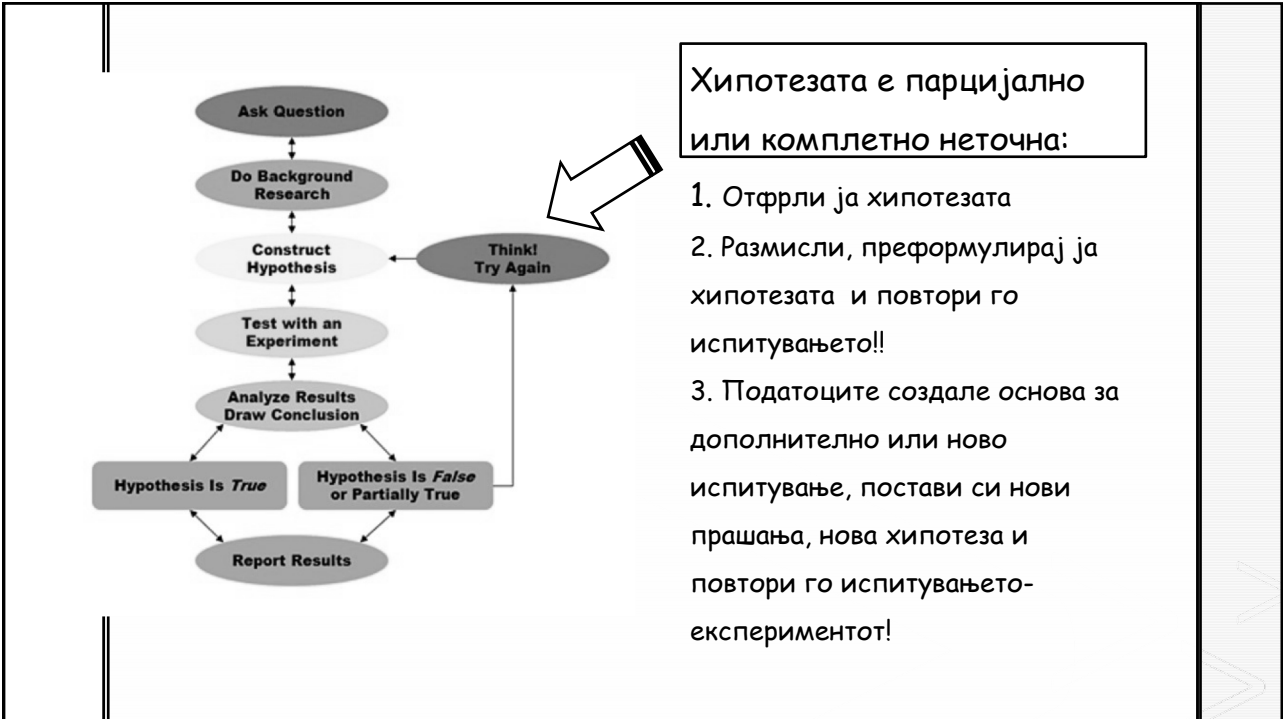 Ask Question
Do Background
Research
Construct
Hypothesis
Think!
Try Again
Test with an
Experiment
Analyze Results
Draw Conclusion
Hypothesis Is True
Hypothesis Is False
or Partially True
Report Results
Хипотезата е парцијално
или комплетно неточна:
1. Отфрли ја хипотезата
2. Размисли, преформулирај ја
хипотезата и повтори го
испитувањето!!
3. Податоците создале основа за
дополнително или ново
испитување, постави си нови
прашања, нова хипотеза и
повтори го испитувањето-
експериментот!